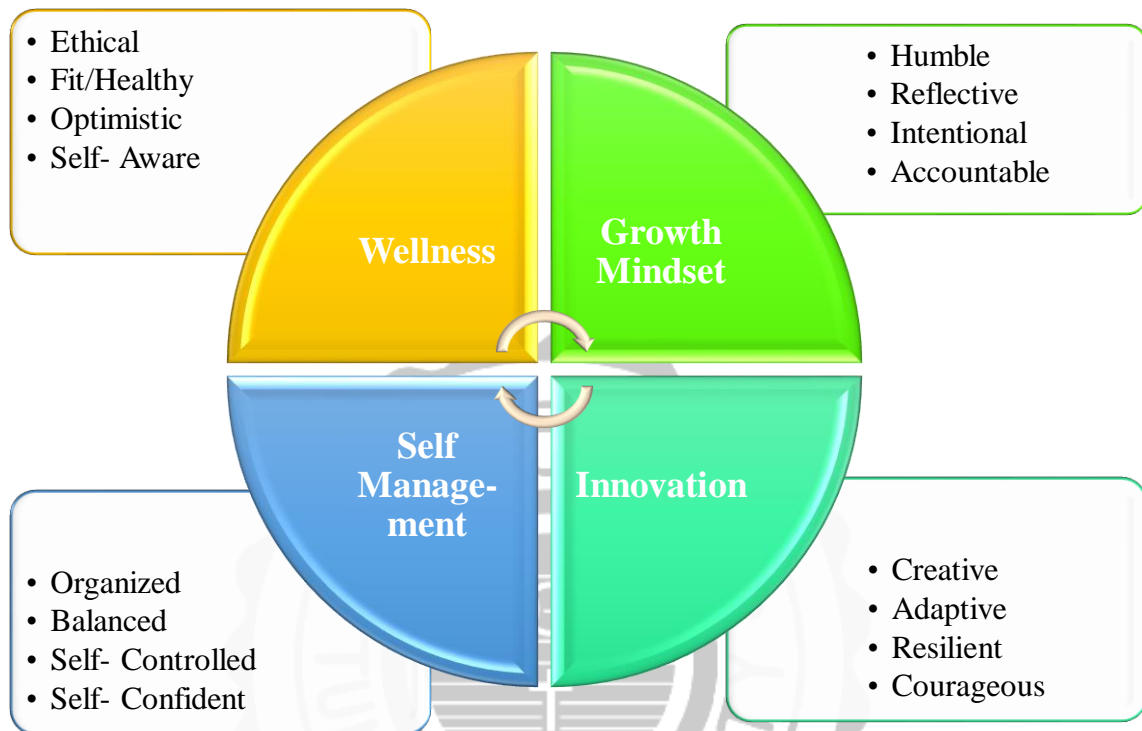 • Ethical
• Fit/Healthy
• Optimistic
• Self- Aware
• Humble
• Reflective
• Intentional
• Accountable
Wellness
Growth
Mindset
Self
Manage-
ment
Innovation
• Organized
• Balanced
• Self- Controlled
• Self- Confident
• Creative
• Adaptive
• Resilient
• Courageous